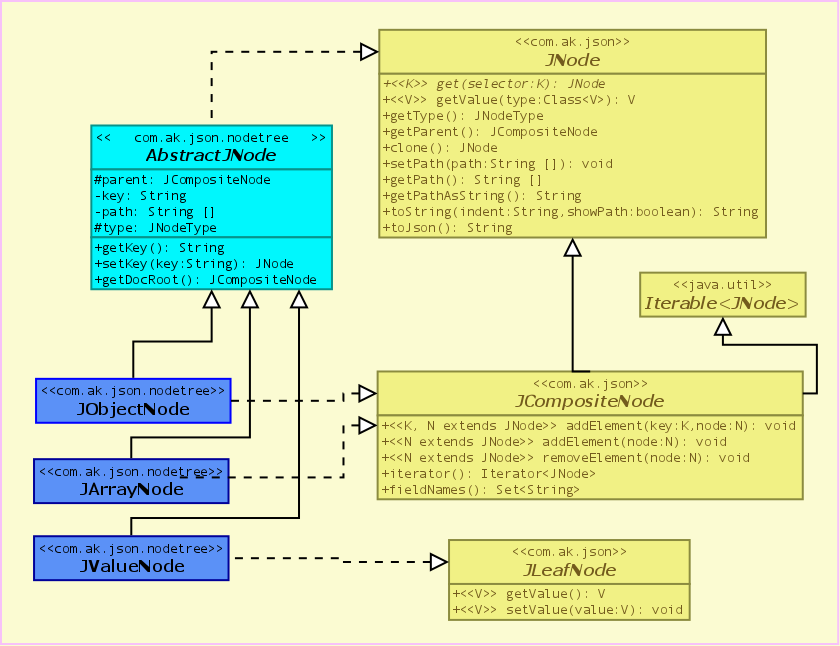 <<com.ak.json>>
JNode
+<<K>> get(selector:K): JNode
+<<V>> getValue(type:Class<V>): V
+getType(): JNodeType
+getParent(): JCompositeNode
+clone(): JNode
+setPath(path:String []): void
+getPath(): String []
+getPathAsString(): String
+toString(indent:String,showPath:boolean): String
+toJson(): String
<< com.ak.json.nodetree >>
AbstractJNode
#parent: JCompositeNode
-key: String
-path: String []
#type: JNodeType
+getKey(): String
+setKey(key:String): JNode
+getDocRoot(): JCompositeNode
<<java.util>>
Iterable<JNode>
<<com.ak.json.nodetree>>
JObjectNode
<<com.ak.json>>
JCompositeNode
+<<K, N extends JNode>> addElement(key:K,node:N): void
+<<N extends JNode>> addElement(node:N): void
+<<N extends JNode>> removeElement(node:N): void
+iterator(): Iterator<JNode>
+fieldNames(): Set<String>
<<com.ak.json.nodetree>>
JArrayNode
<<com.ak.json.nodetree>>
JValueNode
<<com.ak.json>>
JLeafNode
+<<V>> getValue(): V
+<<V>> setValue(value:V): void